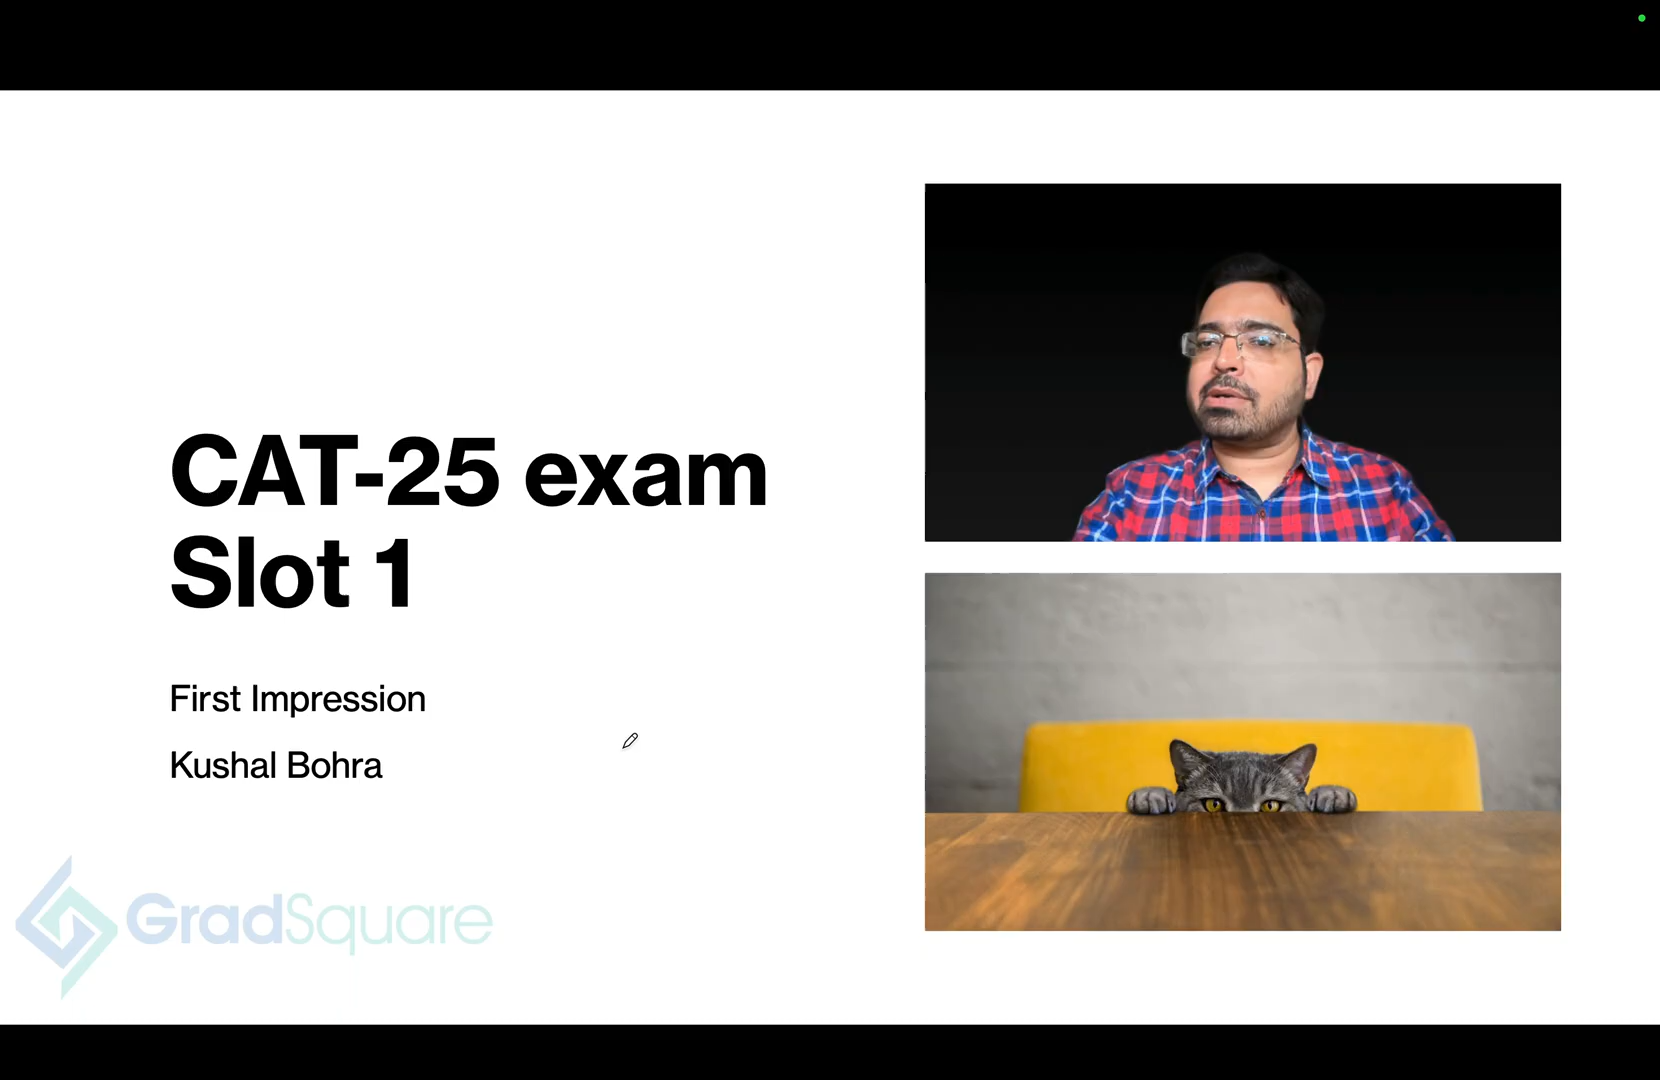 CAT-25 exam
Slot 1
First Impression
Kushal Bohra
GradSquare